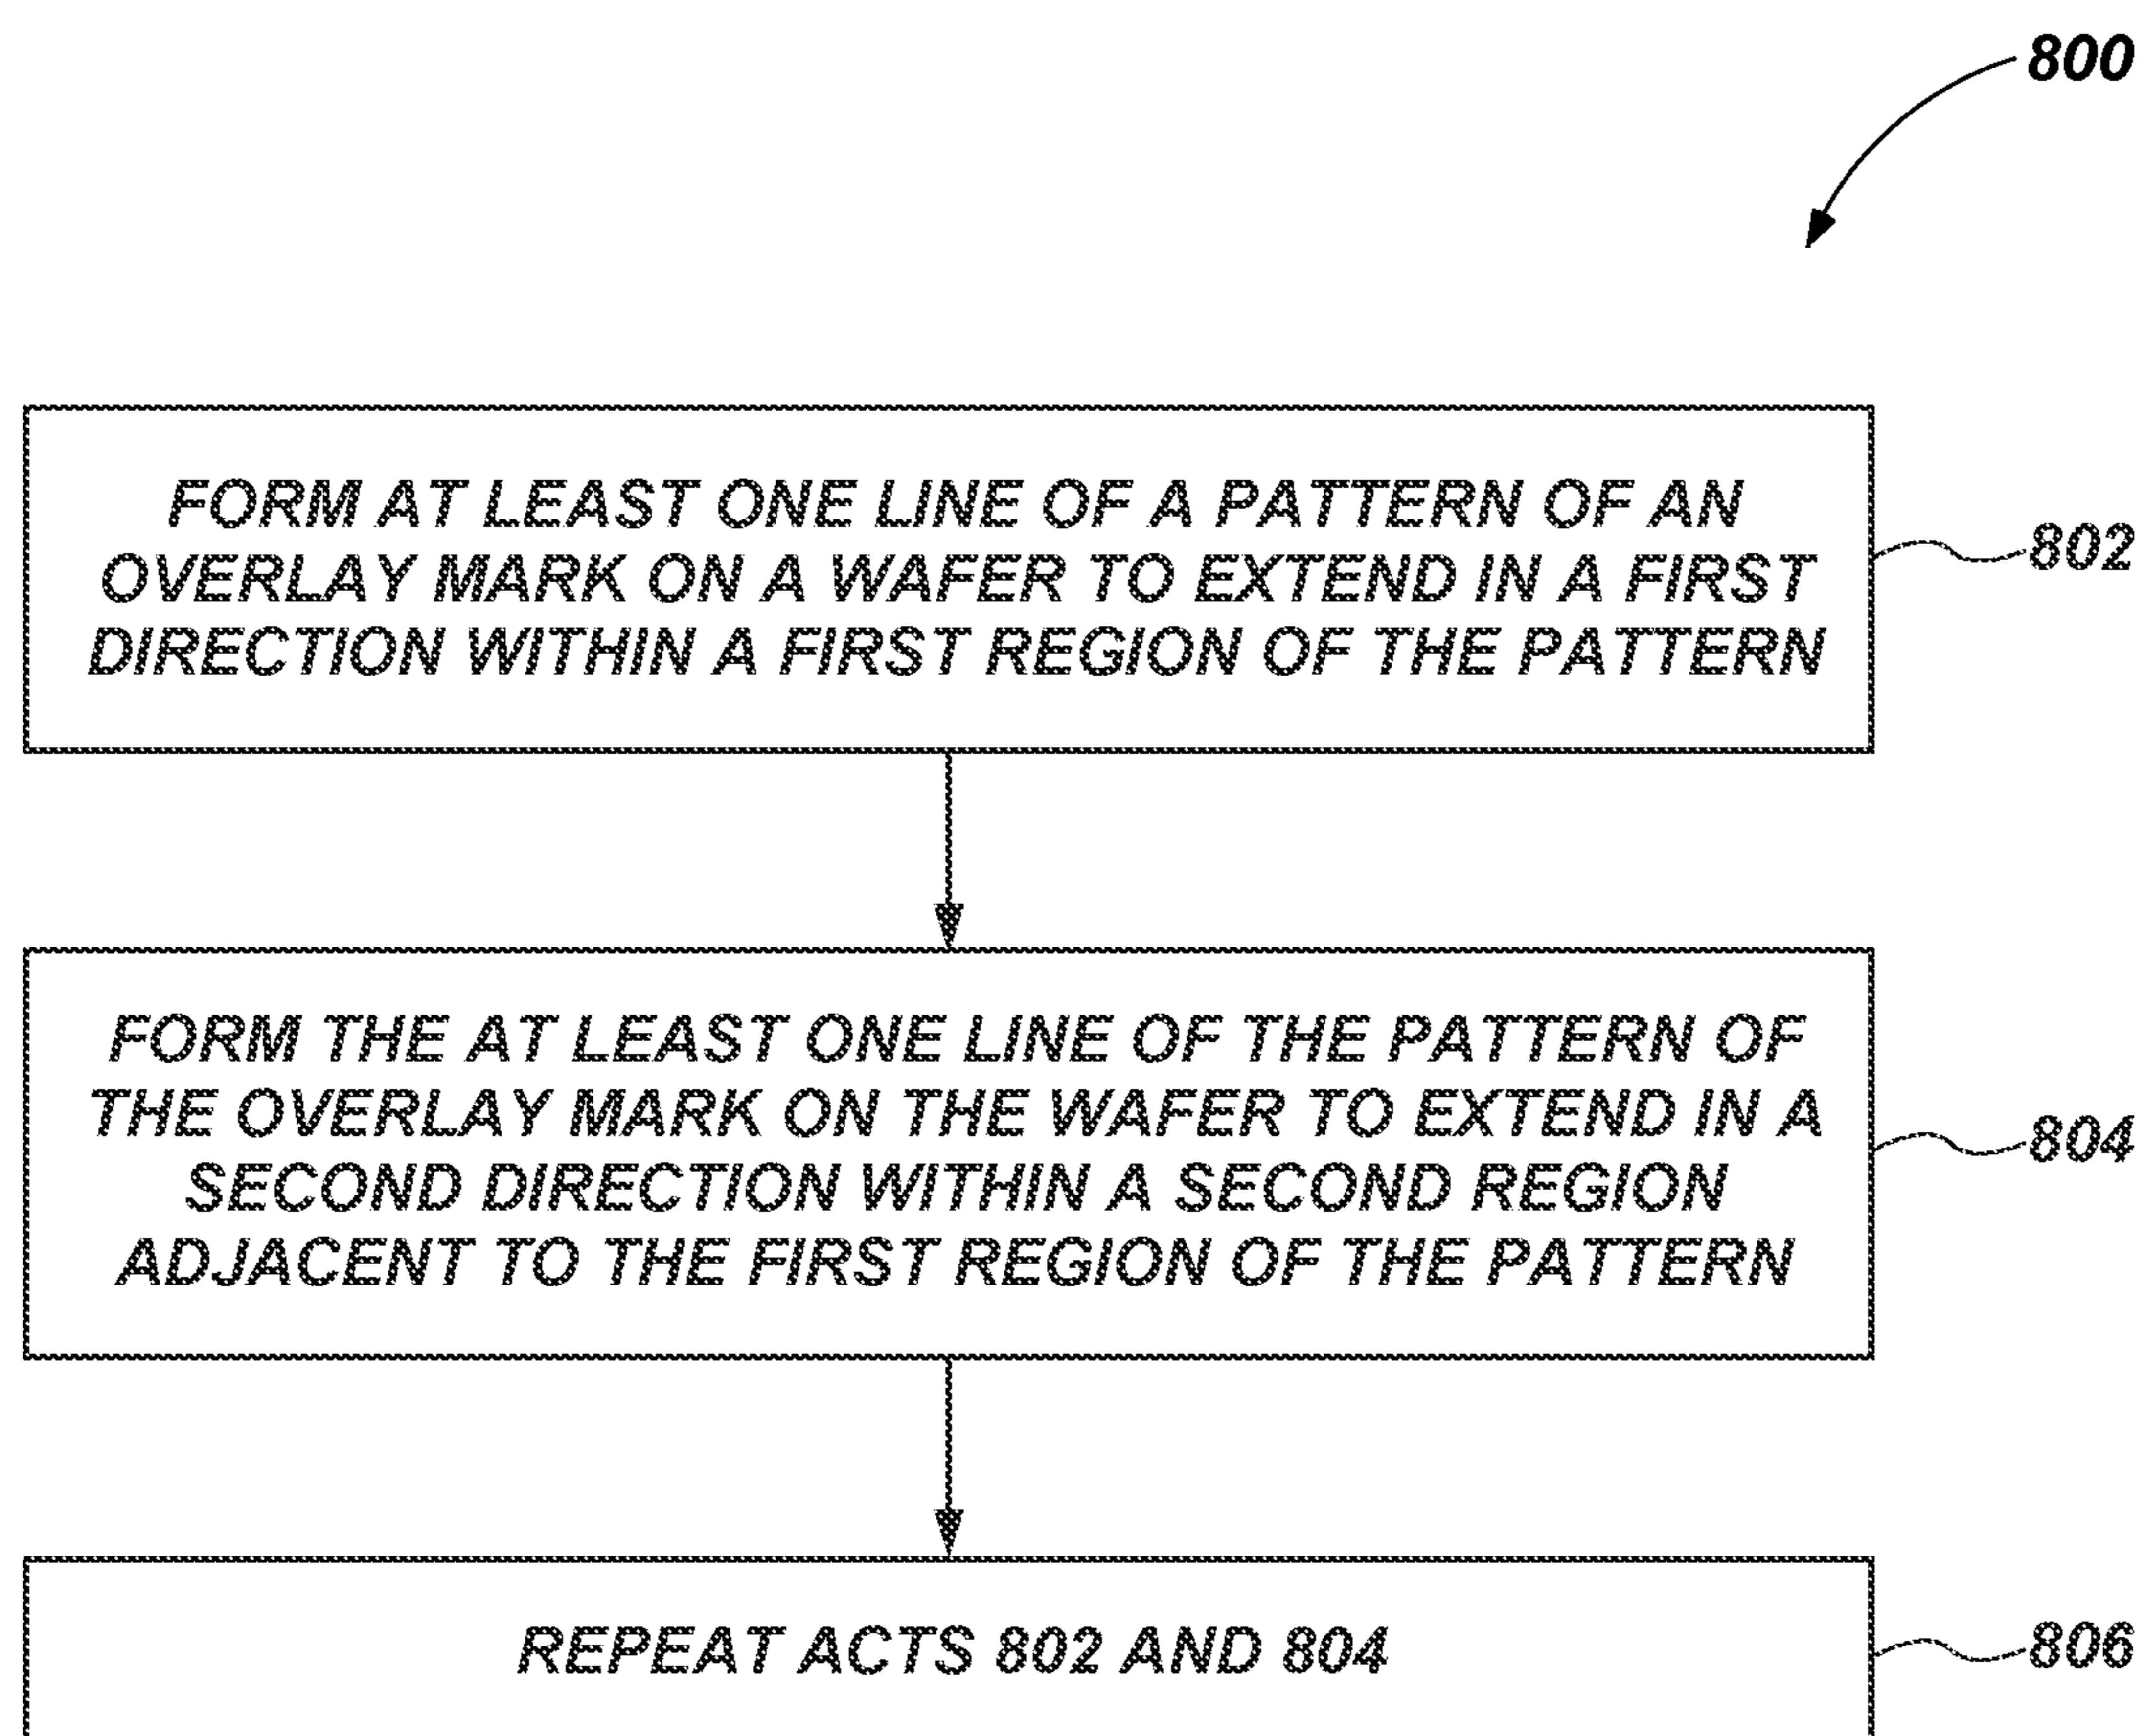 800
FORM AT LEAST ONE LINE OF A PATTERN OF AN
OVERLAY MARK ON A WAFER TO EXTEND IN A FIRST
DIRECTION WITHIN A FIRST REGION OF THE PATTERN
802
FORM THE AT LEAST ONE LINE OF THE PATTERN OF
THE OVERLAY MARK ON THE WAFER TO EXTEND IN A
SECOND DIRECTION WITHIN A SECOND REGION
ADJACENT TO THE FIRST REGION OF THE PATTERN
804
REPEAT ACTS 802 AND 804
806